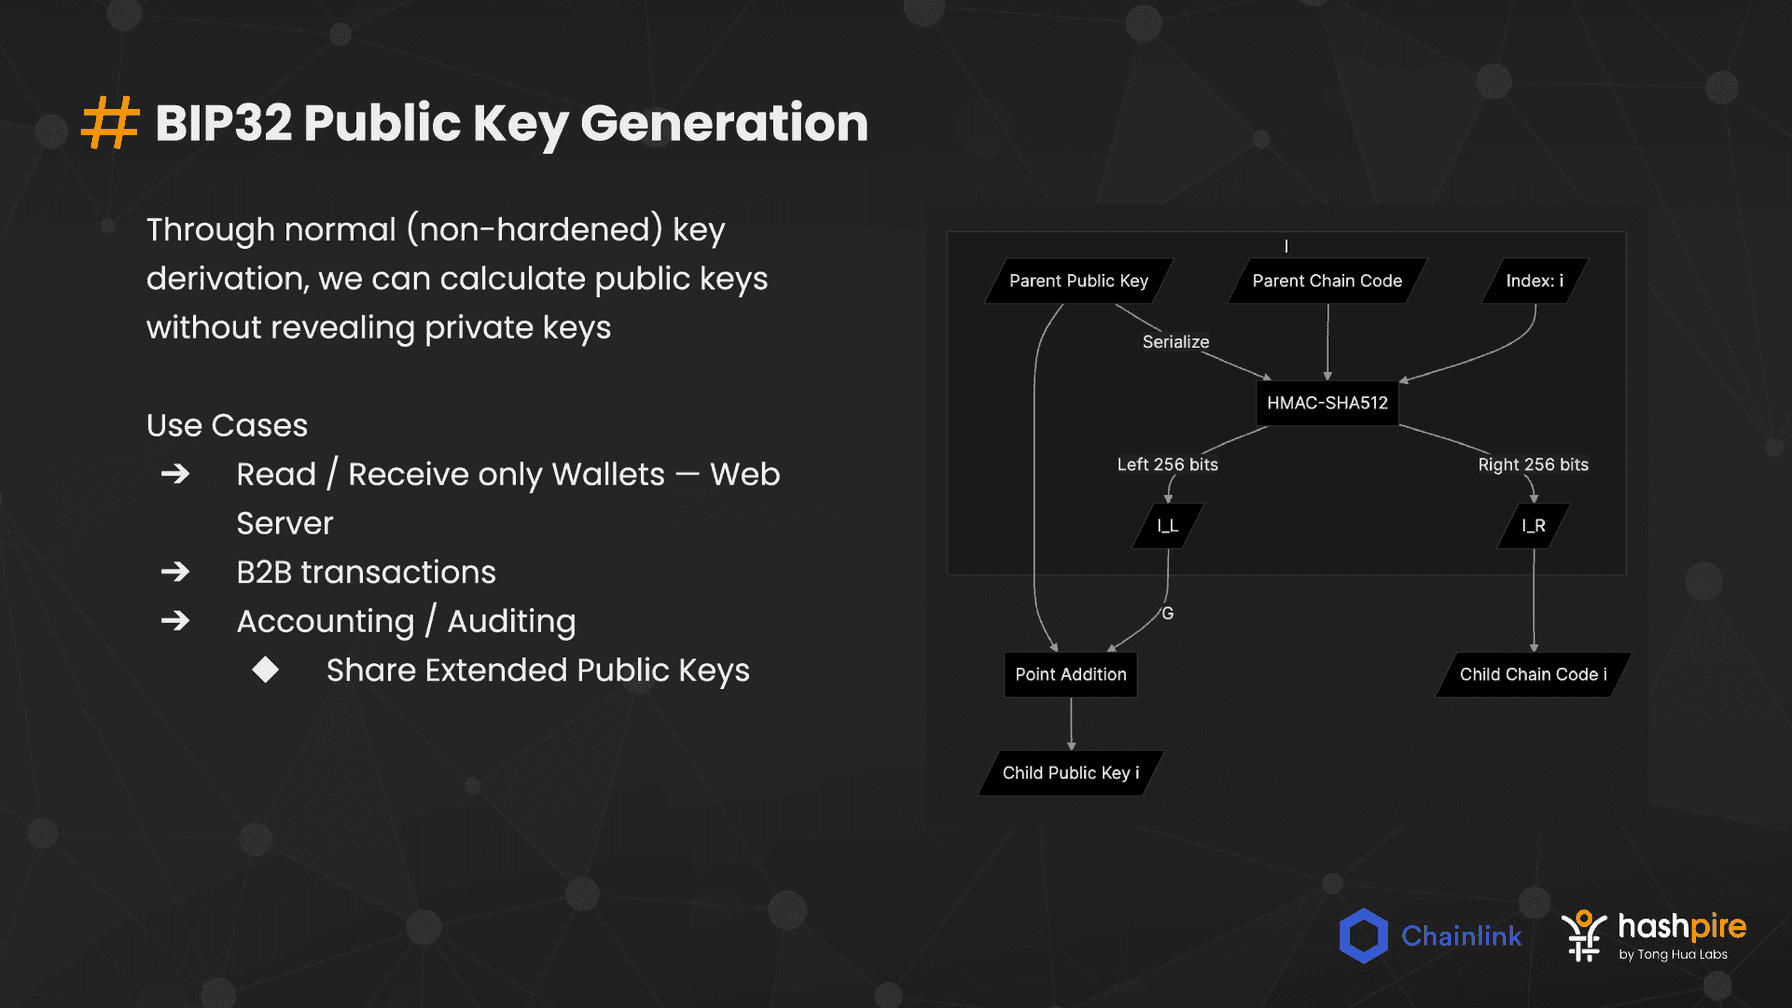 # BIP32 Public Key Generation
Through normal (non-hardened) key
derivation, we can calculate public keys
without revealing private keys
Use Cases
➔ Read / Receive only Wallets — Web
Server
➔ B2B transactions
➔ Accounting / Auditing
◆ Share Extended Public Keys
I
Parent Public Key
Parent Chain Code
Index: i
Serialize
HMAC-SHA512
Left 256 bits
Right 256 bits
I_L
I_R
G
Point Addition
Child Chain Code i
Child Public Key i
Chainlink
hashpire
by Tong Hua Labs